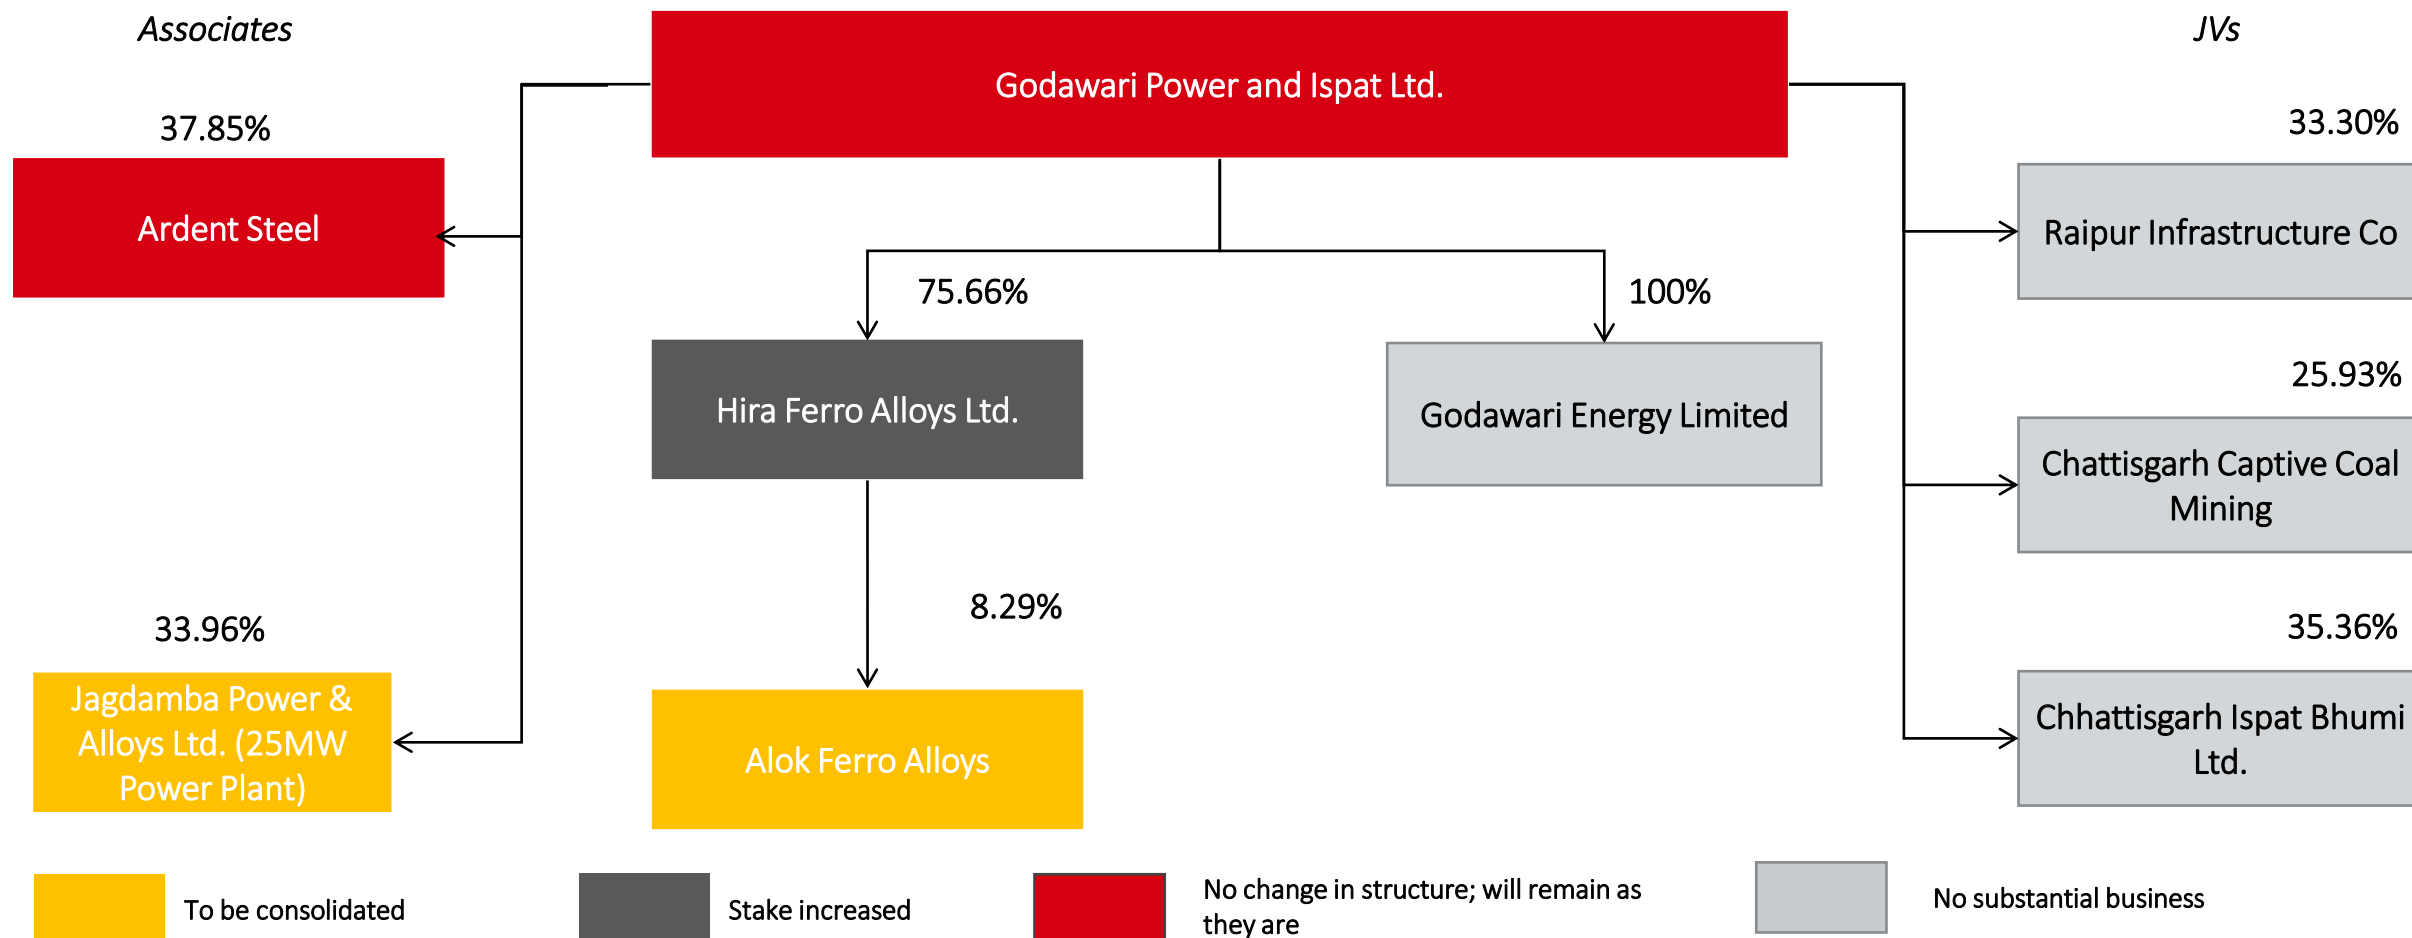 Associates
Godawari Power and Ispat Ltd.
JVs
37.85%
Ardent Steel
33.30%
Raipur Infrastructure Co
75.66%
100%
Hira Ferro Alloys Ltd.
Godawari Energy Limited
25.93%
Chattisgarh Captive Coal
Mining
33.96%
Jagdamba Power &
Alloys Ltd. (25MW
Power Plant)
8.29%
Alok Ferro Alloys
35.36%
Chhattisgarh Ispat Bhumi
Ltd.
To be consolidated
Stake increased
No change in structure; will remain as
they are
No substantial business